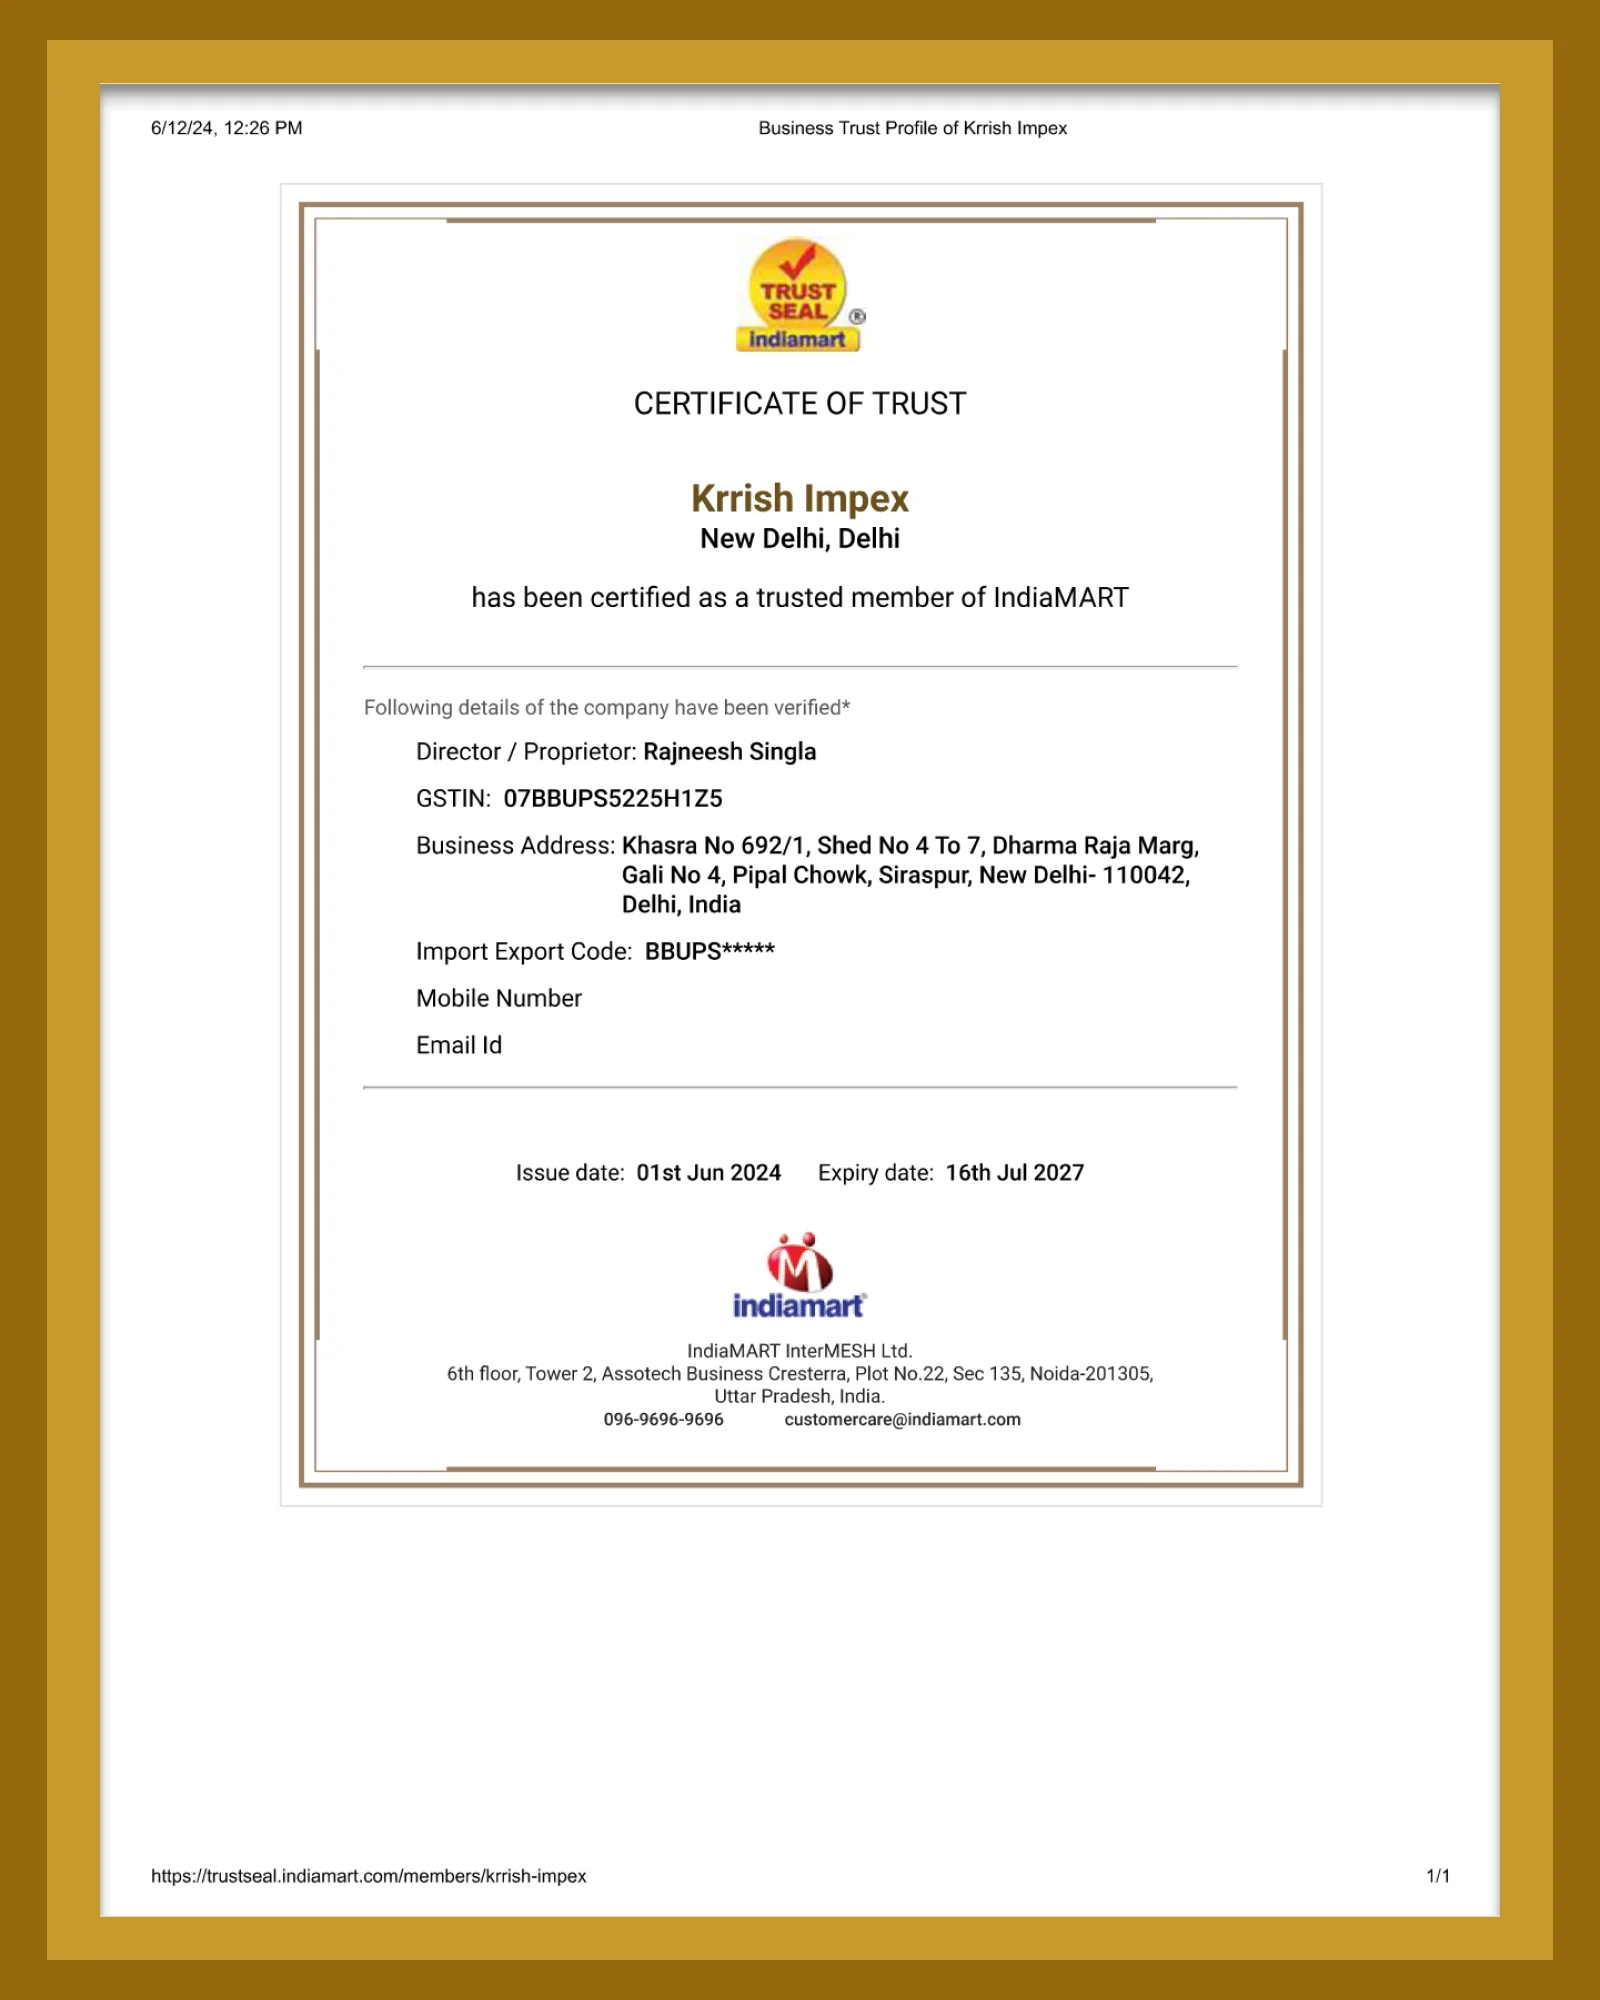 6/12/24, 12:26 PM
Business Trust Profile of Krrish Impex
TRUST
SEAL
®
indiamart
CERTIFICATE OF TRUST
Krrish Impex
New Delhi, Delhi
has been certified as a trusted member of IndiaMART
Following details of the company have been verified*
Director / Proprietor: Rajneesh Singla
GSTIN: 07BBUPS5225H1Z5
Business Address: Khasra No 692/1, Shed No 4 To 7, Dharma Raja Marg,
Gali No 4, Pipal Chowk, Siraspur, New Delhi- 110042,
Delhi, India
Import Export Code: BBUPS*****
Mobile Number
Email Id
Issue date: 01st Jun 2024 Expiry date: 16th Jul 2027
indiamart
IndiaMART InterMESH Ltd.
6th floor, Tower 2, Assotech Business Cresterra, Plot No.22, Sec 135, Noida-201305,
Uttar Pradesh, India.
096-9696-9696 customercare@indiamart.com
https://trustseal.indiamart.com/members/krrish-impex
1/1